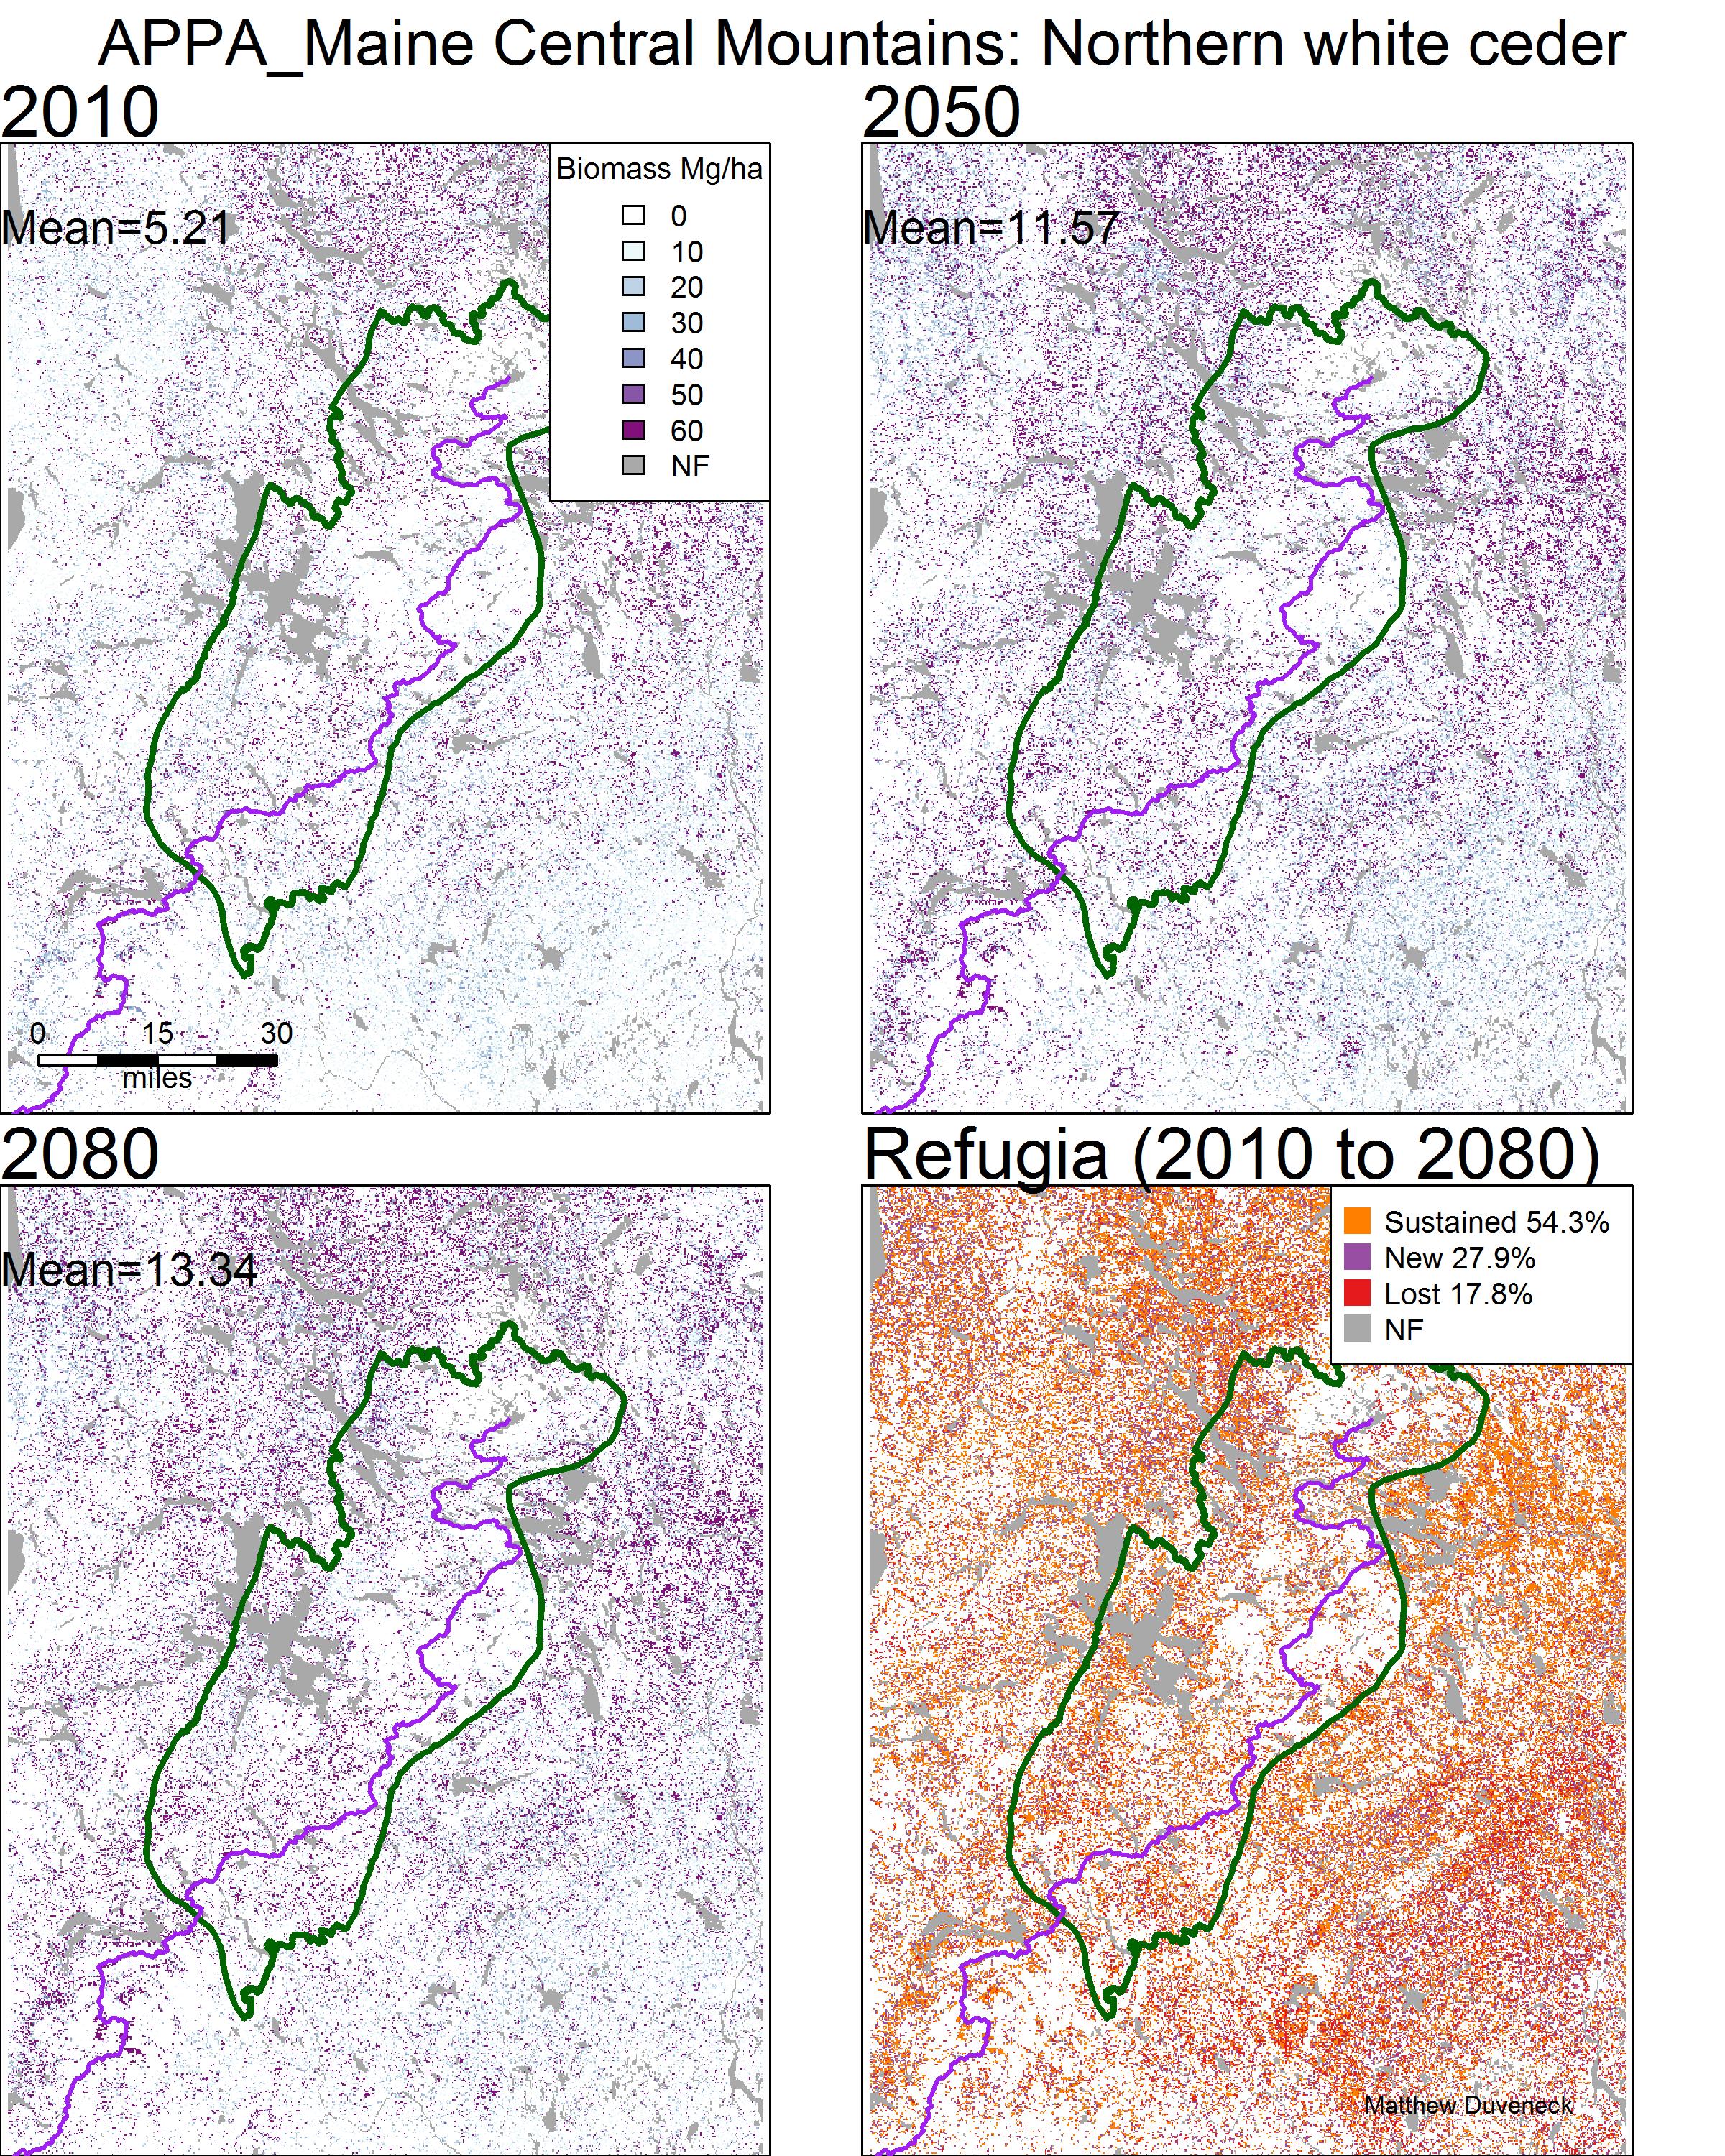 APPA_Maine Central Mountains: Northern white ceder
2010
2050
Biomass Mg/ha
0
10
20
30
40
50
60
NF
Mean=5.21
Mean=11.57
0 15 30
miles
2080
Refugia (2010 to 2080)
Mean=13.34
Sustained 54.3%
New 27.9%
Lost 17.8%
NF
Matthew Duveneck